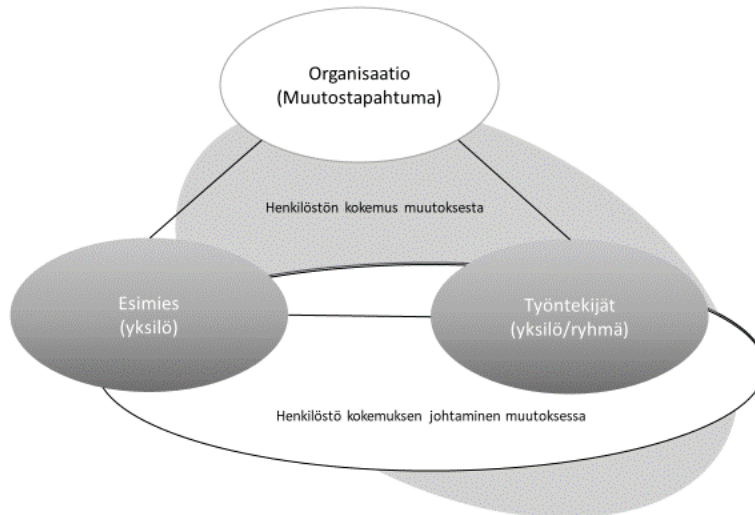 Organisaatio
(Muutostapahtuma)
Henkilöstön kokemus muutoksesta
Esimies
(yksilö)
Työntekijät
(yksilö/ryhmä)
Henkilöstö kokemuksen johtaminen muutoksessa